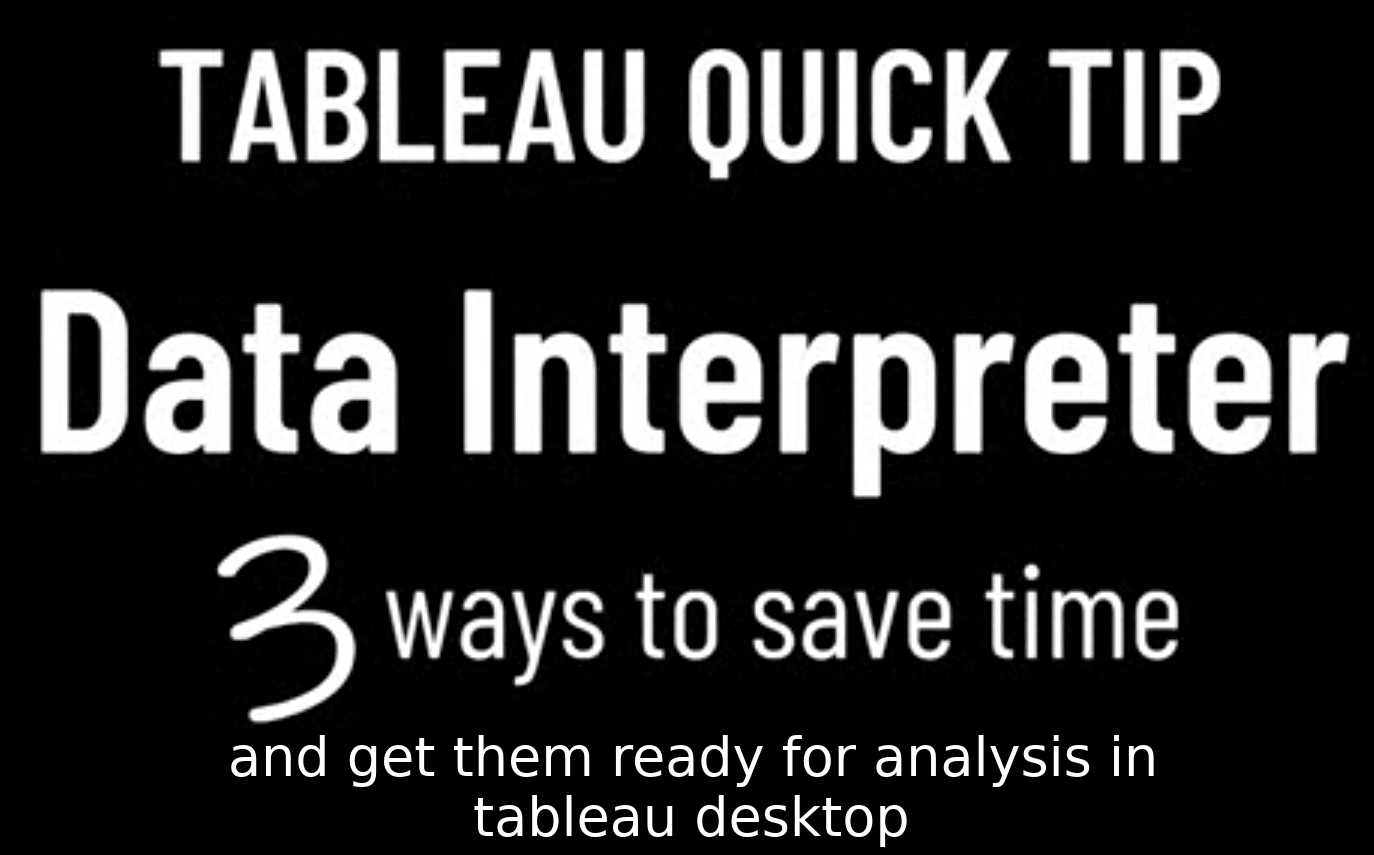 TABLEAU QUICK TIP
Data Interpreter
3 ways to save time
and get them ready for analysis in
tableau desktop